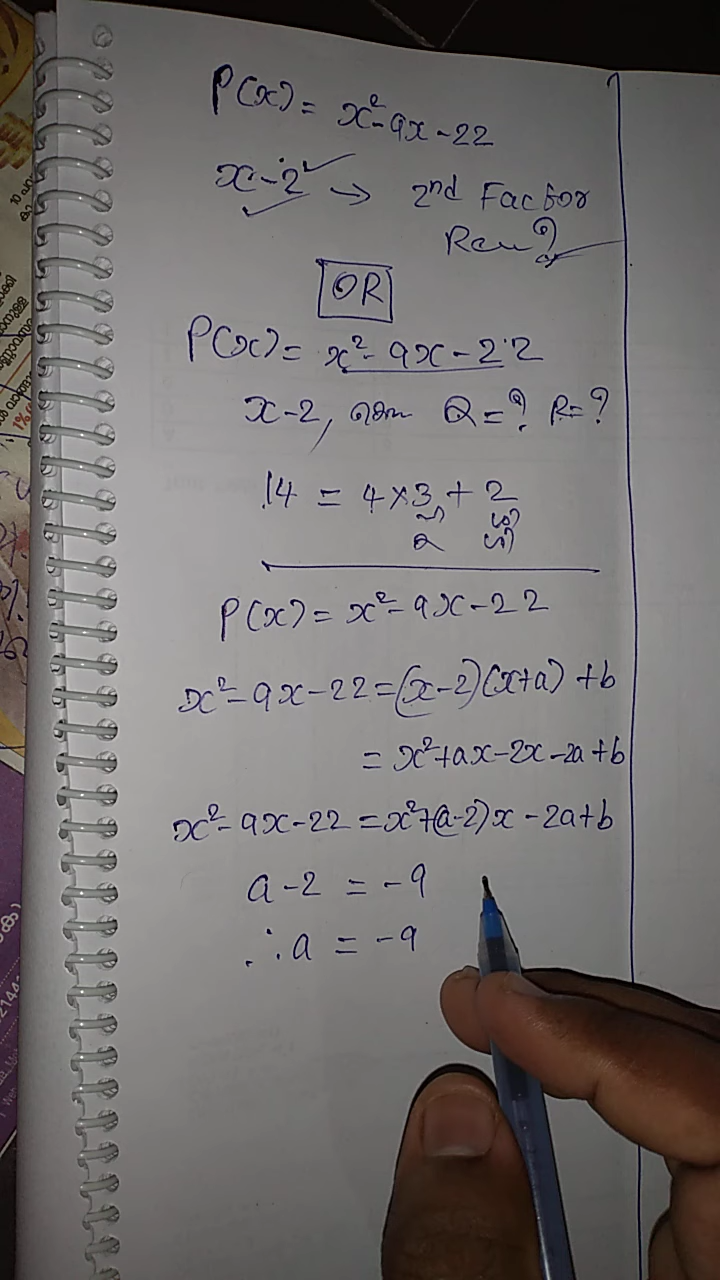 P(x) = x²-9x-22
x-2 → 2nd Factor
Rem?
OR
P(x) = x²-9x-22
x-2, Q=? R=?
14 = 4×3+2
P(x) = x²-9x-22
x²-9x-22=(x-2)(x+a)+b
= x²+ax-2x-2a+b
x²-9x-22=x²+(a-2)x-2a+b
a-2 = -9
∴a = -9